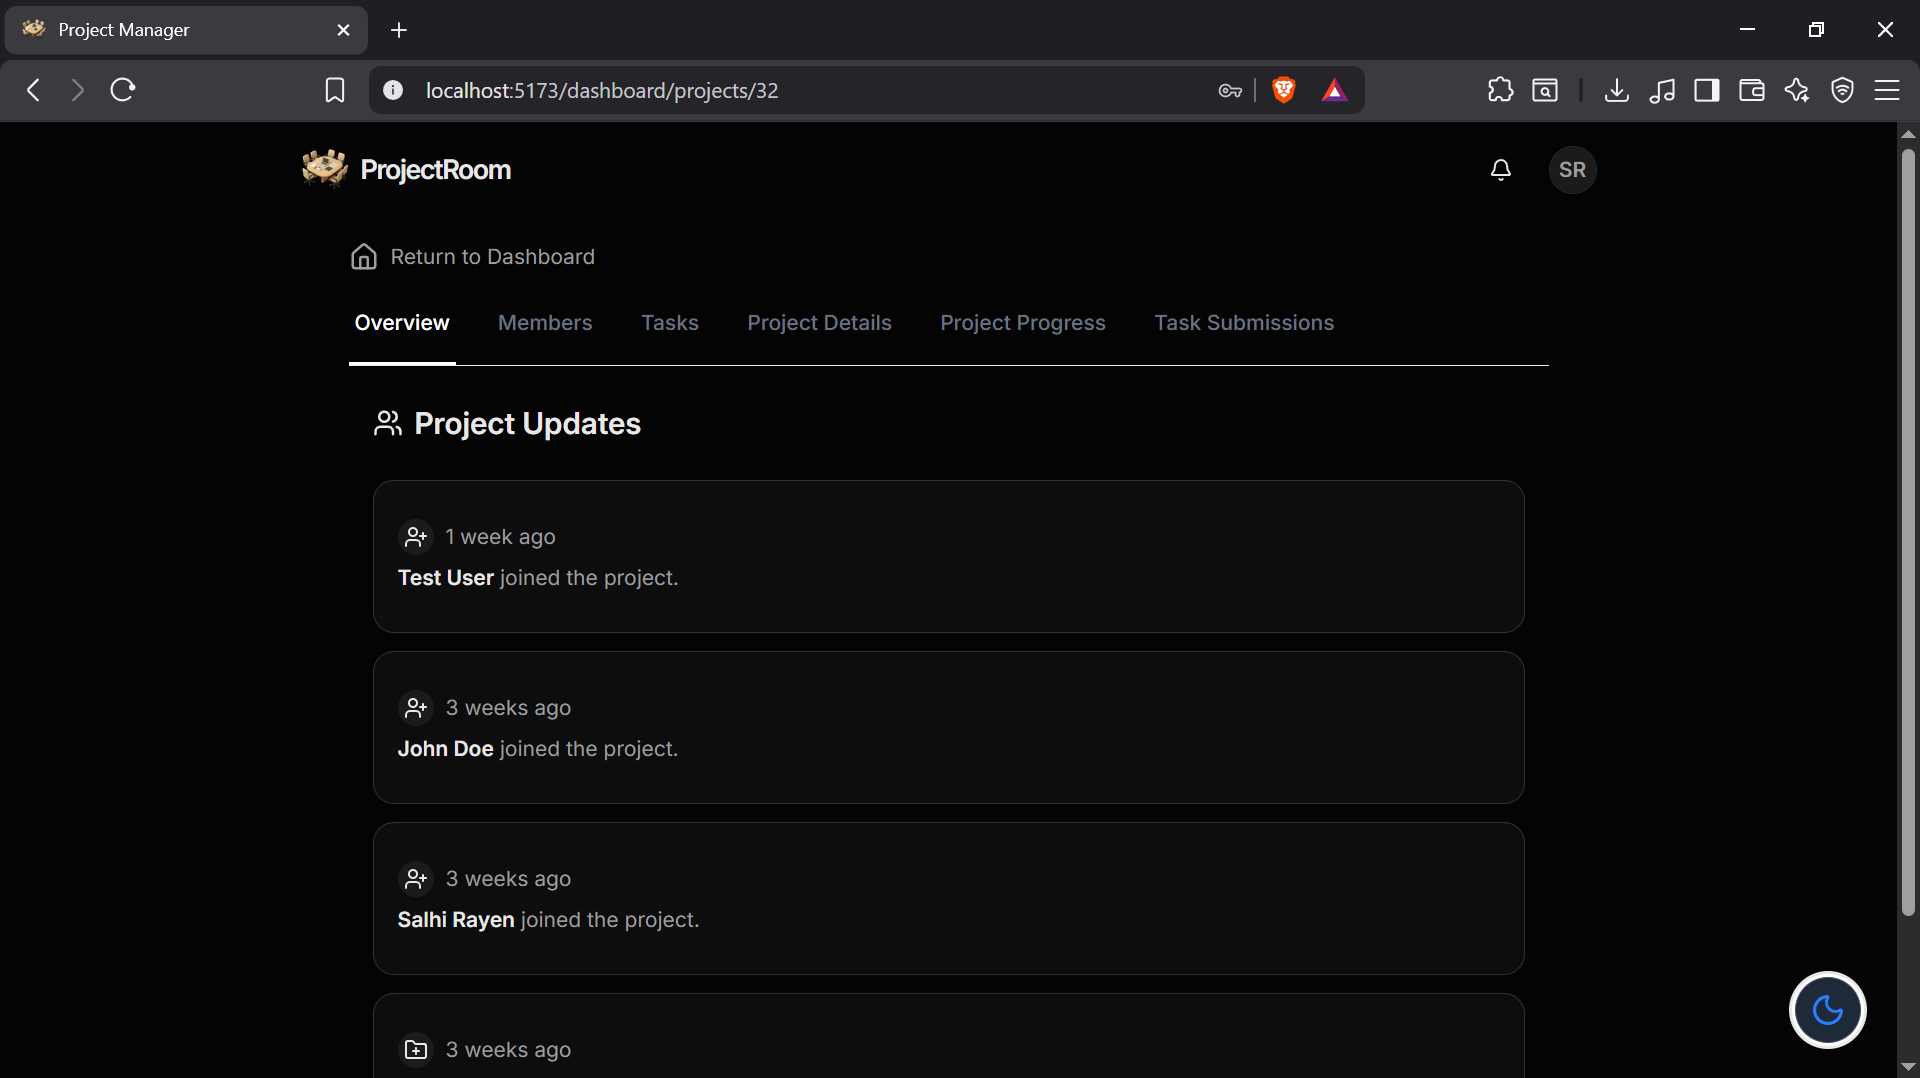 Project Manager
localhost:5173/dashboard/projects/32
ProjectRoom
SR
Return to Dashboard
Overview Members Tasks Project Details Project Progress Task Submissions
Project Updates
1 week ago
Test User joined the project.
3 weeks ago
John Doe joined the project.
3 weeks ago
Salhi Rayen joined the project.
3 weeks ago